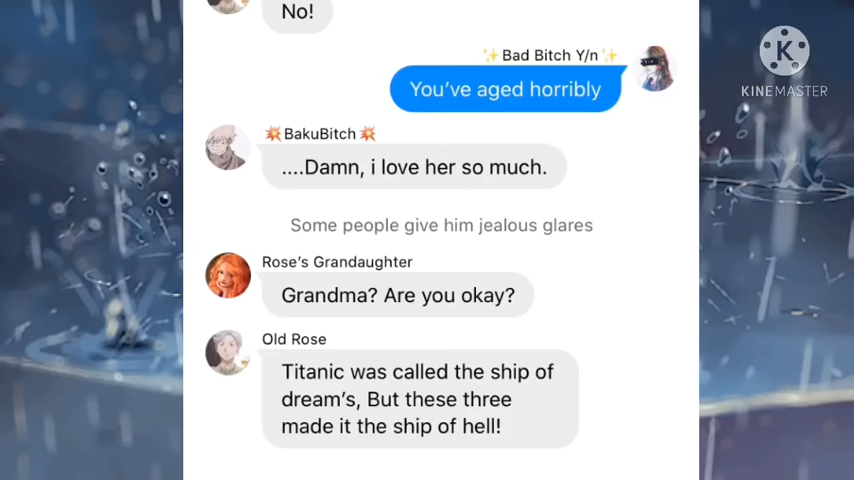 No!
✨Bad Bitch Y/n✨
You've aged horribly
💥BakuBitch💥
....Damn, i love her so much.
Some people give him jealous glares
Rose's Grandaughter
Grandma? Are you okay?
Old Rose
Titanic was called the ship of
dream's, But these three
made it the ship of hell!
K
KINEMASTER